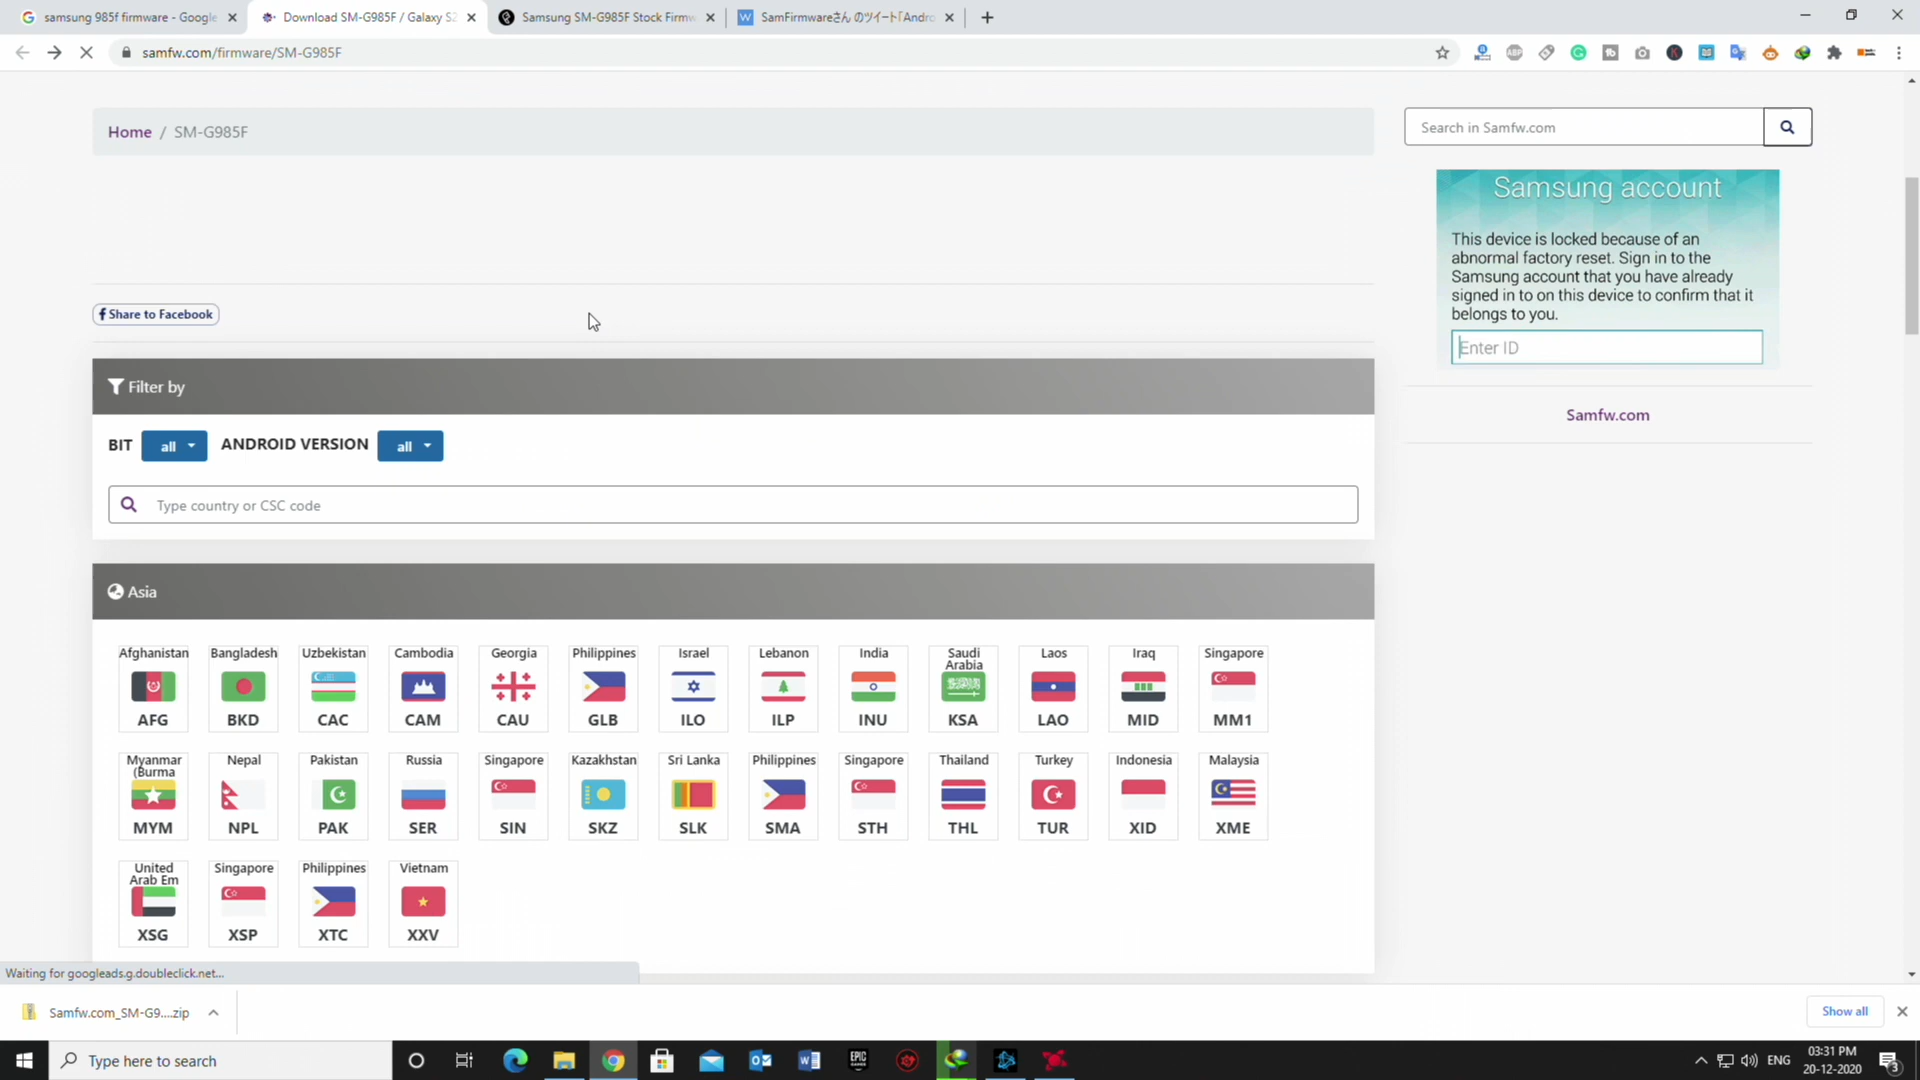 samsung 985f firmware - Google
Download SM-G985F / Galaxy S2
Samsung SM-G985F Stock Firmw
SamFirmwareさん のツイート「Andro
samfw.com/firmware/SM-G985F
Home / SM-G985F
Search in Samfw.com
Samsung account
This device is locked because of an
abnormal factory reset. Sign in to the
Samsung account that you have already
signed in to on this device to confirm that it
belongs to you.
Enter ID
Samfw.com
Share to Facebook
Filter by
BIT all ANDROID VERSION all
Type country or CSC code
Asia
Afghanistan Bangladesh Uzbekistan Cambodia Georgia Philippines Israel Lebanon India Saudi Arabia Laos Iraq Singapore
AFG BKD CAC CAM CAU GLB ILO ILP INU KSA LAO MID MM1
Myanmar (Burma Nepal Pakistan Russia Singapore Kazakhstan Sri Lanka Philippines Singapore Thailand Turkey Indonesia Malaysia
MYM NPL PAK SER SIN SKZ SLK SMA STH THL TUR XID XME
United Arab Em Singapore Philippines Vietnam
XSG XSP XTC XXV
Waiting for googleads.g.doubleclick.net...
Samfw.com_SM-G9....zip
Show all
Type here to search
EPIC
ENG
03:31 PM
20-12-2020
3